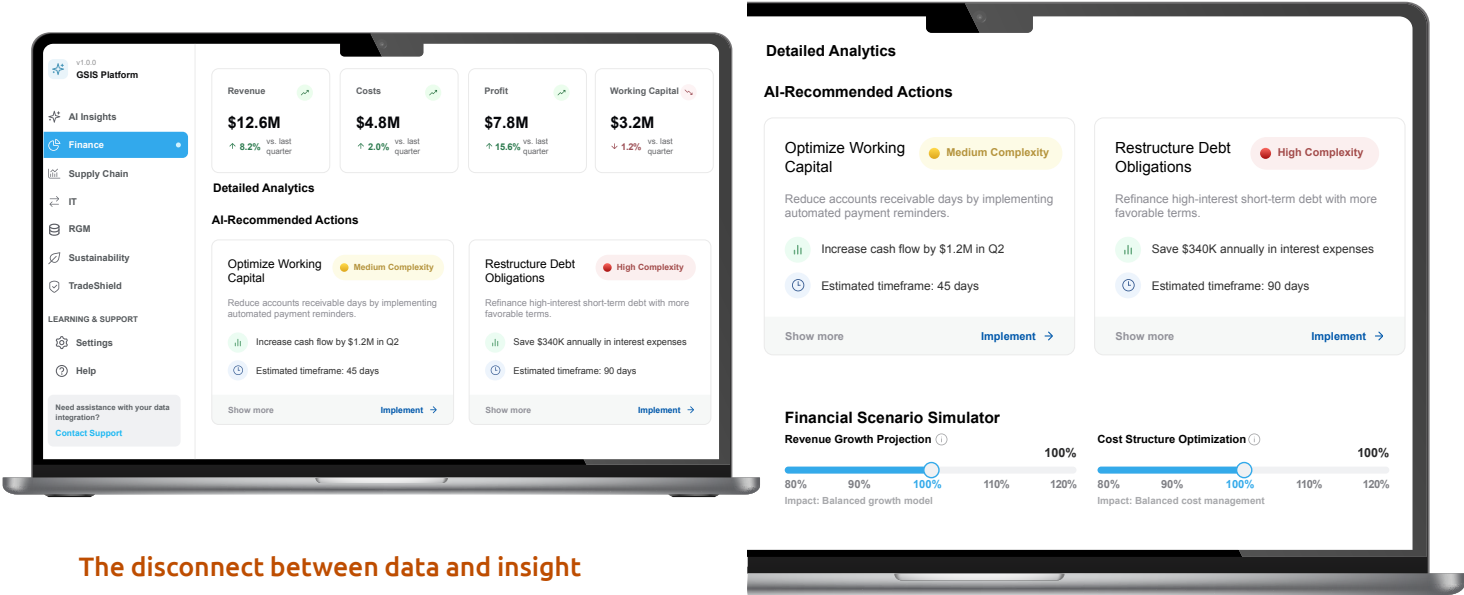 v1.0.0
GSIS Platform
AI Insights
Finance
Supply Chain
IT
RGM
Sustainability
TradeShield
LEARNING & SUPPORT
Settings
Help
Need assistance with your data
integration?
Contact Support
Revenue
$12.6M
8.2%
vs. last
quarter
Costs
$4.8M
2.0%
vs. last
quarter
Profit
$7.8M
15.6%
vs. last
quarter
Working Capital
$3.2M
1.2%
vs. last
quarter
Detailed Analytics
AI-Recommended Actions
Optimize Working
Capital
Medium Complexity
Reduce accounts receivable days by implementing
automated payment reminders.
Increase cash flow by $1.2M in Q2
Estimated timeframe: 45 days
Show more
Implement
Restructure Debt
Obligations
High Complexity
Refinance high-interest short-term debt with more
favorable terms.
Save $340K annually in interest expenses
Estimated timeframe: 90 days
Show more
Implement
The disconnect between data and insight
Detailed Analytics
AI-Recommended Actions
Optimize Working
Capital
Medium Complexity
Reduce accounts receivable days by implementing
automated payment reminders.
Increase cash flow by $1.2M in Q2
Estimated timeframe: 45 days
Show more
Implement
Restructure Debt
Obligations
High Complexity
Refinance high-interest short-term debt with more
favorable terms.
Save $340K annually in interest expenses
Estimated timeframe: 90 days
Show more
Implement
Financial Scenario Simulator
Revenue Growth Projection
100%
80% 90% 100% 110% 120%
Impact: Balanced growth model
Cost Structure Optimization
100%
80% 90% 100% 110% 120%
Impact: Balanced cost management